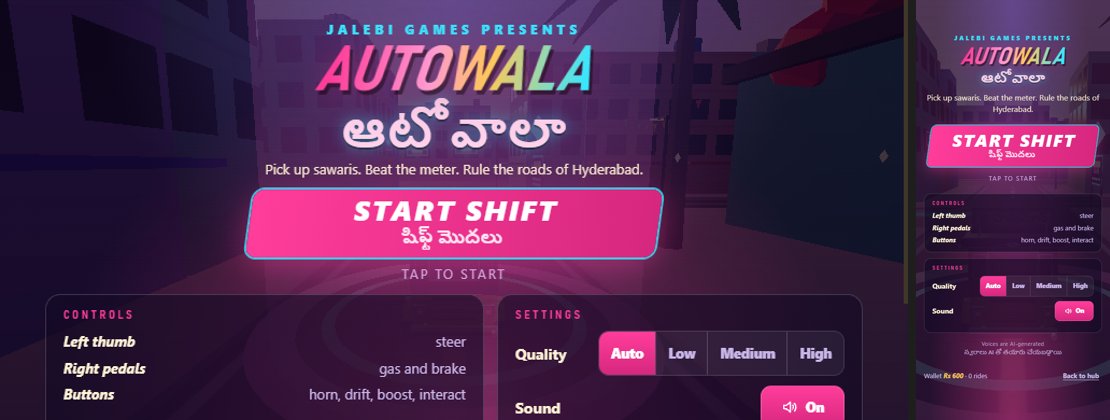 JALEBI GAMES PRESENTS
AUTOWALA
ఆటోవాలా
Pick up sawaris. Beat the meter. Rule the roads of Hyderabad.
START SHIFT
షిఫ్ట్ మొదలు
TAP TO START
CONTROLS
Left thumb steer
Right pedals gas and brake
Buttons horn, drift, boost, interact
SETTINGS
Quality Auto Low Medium High
Sound On
JALEBI GAMES PRESENTS
AUTOWALA
ఆటోవాలా
Pick up sawaris. Beat the meter. Rule the roads of
Hyderabad.
START SHIFT
షిఫ్ట్ మొదలు
TAP TO START
CONTROLS
Left thumb steer
Right pedals gas and brake
Buttons horn, drift, boost, interact
SETTINGS
Quality Auto Low Medium High
Sound On
Voices are AI-generated
స్వరాలు AI తో తయారు చేయబడ్డాయి
Wallet Rs 600 · 0 rides Back to hub